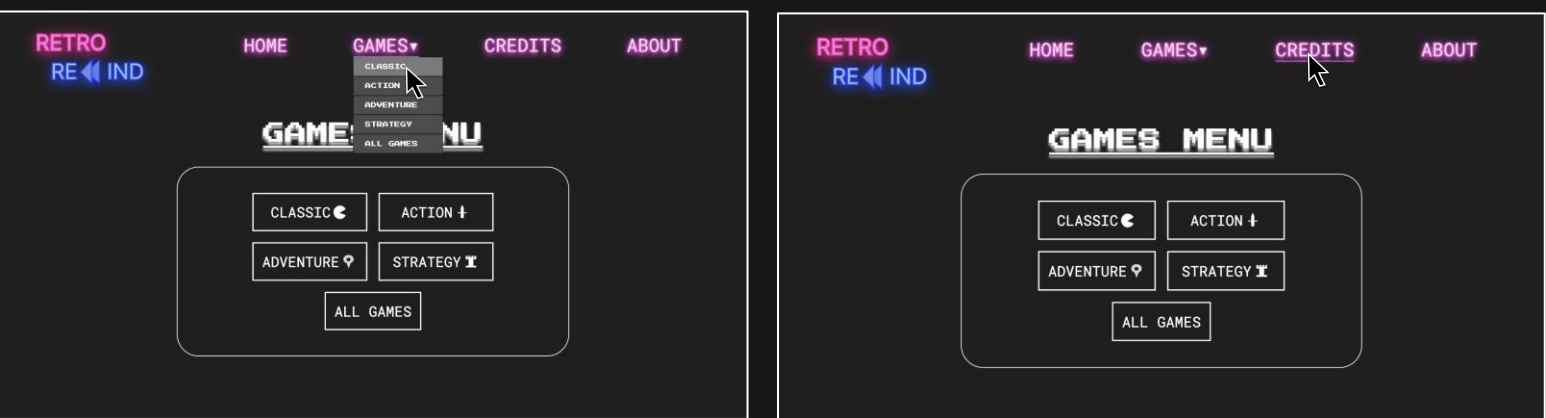 RETRO
RE IND
HOME GAMES▾ CREDITS ABOUT
CLASSIC
ACTION
ADVENTURE
STRATEGY
ALL GAMES
GAMES MENU
CLASSIC ACTION
ADVENTURE STRATEGY
ALL GAMES
RETRO
RE IND
HOME GAMES▾ CREDITS ABOUT
GAMES MENU
CLASSIC ACTION
ADVENTURE STRATEGY
ALL GAMES